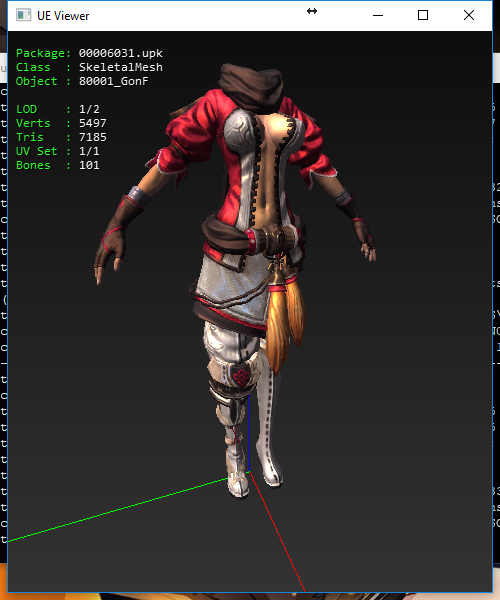 UE Viewer
Package: 00006031.upk
Class : SkeletalMesh
Object : 80001_GonF
LOD : 1/2
Verts : 5497
Tris : 7185
UV Set : 1/1
Bones : 101